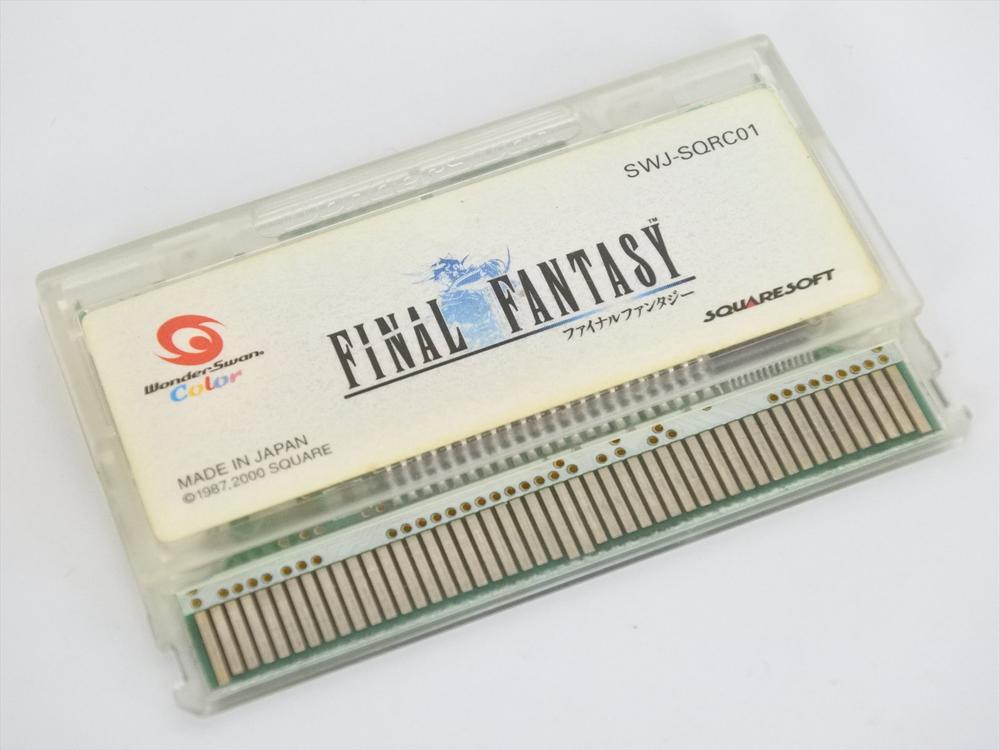 SWJ-SQRC01
FINAL FANTASY™
ファイナルファンタジー
WonderSwan®
Color
SQUARESOFT
MADE IN JAPAN
©1987,2000 SQUARE